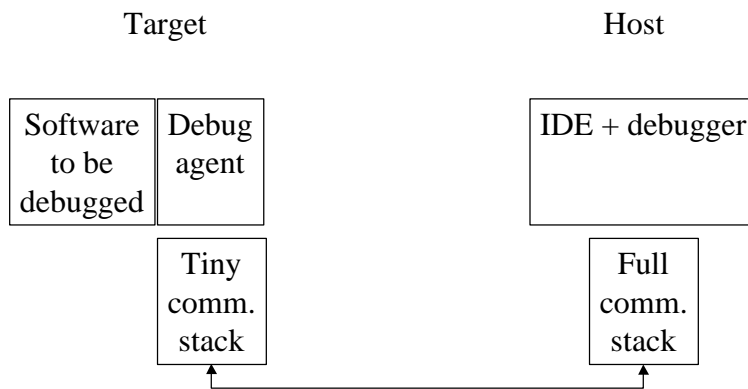 Target
Host
Software
to be
debugged
Debug
agent
IDE + debugger
Tiny
comm.
stack
Full
comm.
stack